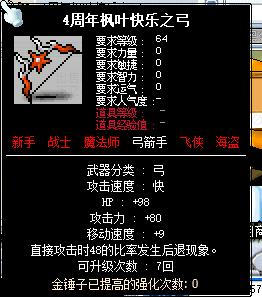 4周年枫叶快乐之弓
要求等级： 64
要求力量： 0
要求敏捷： 0
要求智力： 0
要求运气： 0
要求人气度： -
道具等级： -
道具经验值： -
新手 战士 魔法师 弓箭手 飞侠 海盗
武器分类 : 弓
攻击速度 : 快
HP : +98
攻击力 : +80
移动速度 : +9
直接攻击时48的比率发生后退现象。
可升级次数 : 7回
金锤子已提高的强化次数: 0